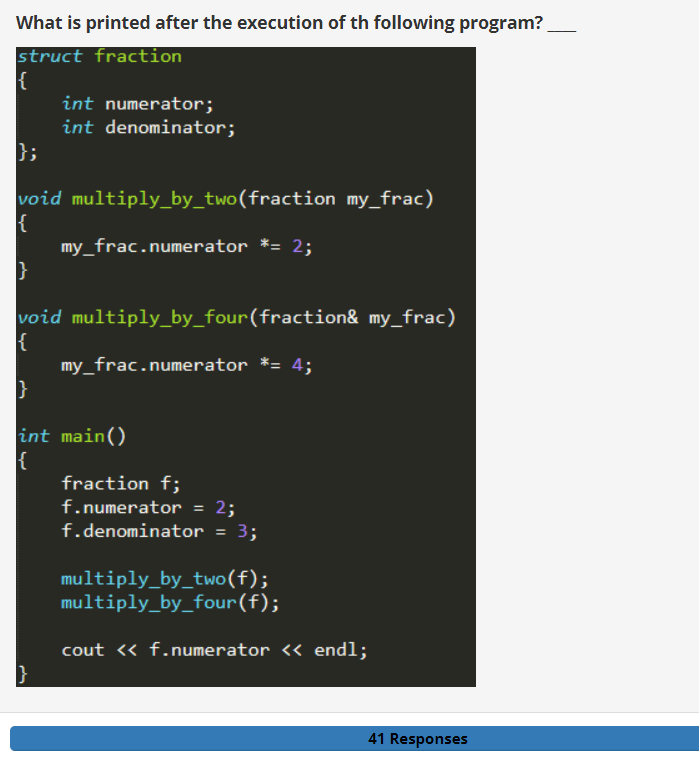 What is printed after the execution of th following program? ____
struct fraction
{
    int numerator;
    int denominator;
};
void multiply_by_two(fraction my_frac)
{
    my_frac.numerator *= 2;
}
void multiply_by_four(fraction& my_frac)
{
    my_frac.numerator *= 4;
}
int main()
{
    fraction f;
    f.numerator = 2;
    f.denominator = 3;
    multiply_by_two(f);
    multiply_by_four(f);
    cout << f.numerator << endl;
}
41 Responses